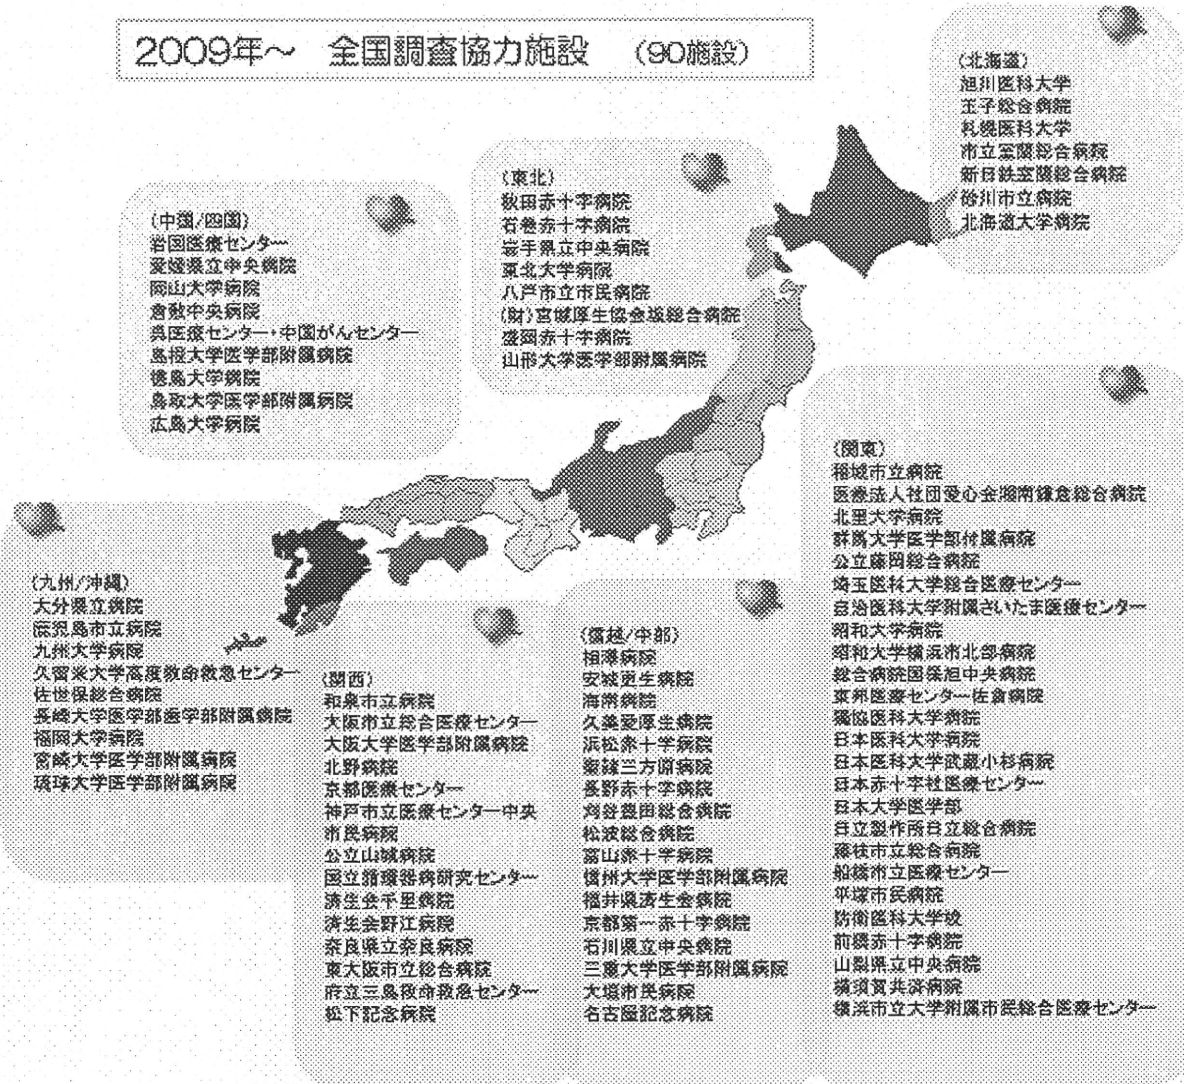 2009年～　全国調査協力施設　（90施設）
（北海道）
旭川医科大学
王子総合病院
札幌医科大学
市立室蘭総合病院
新日鉄室蘭総合病院
砂川市立病院
北海道大学病院
（東北）
秋田赤十字病院
石巻赤十字病院
岩手県立中央病院
東北大学病院
八戸市立市民病院
（財）宮城厚生協会坂総合病院
盛岡赤十字病院
山形大学医学部附属病院
（中国/四国）
岩国医療センター
愛媛県立中央病院
岡山大学病院
倉敷中央病院
呉医療センター・中国がんセンター
島根大学医学部附属病院
徳島大学病院
鳥取大学医学部附属病院
広島大学病院
（関東）
稲城市立病院
医療法人社団愛心会湘南鎌倉総合病院
北里大学病院
群馬大学医学部付属病院
公立藤岡総合病院
埼玉医科大学総合医療センター
自治医科大学附属さいたま医療センター
昭和大学病院
昭和大学横浜市北部病院
総合病院国保旭中央病院
東邦医療センター佐倉病院
獨協医科大学病院
日本医科大学病院
日本医科大学武蔵小杉病院
日本赤十字社医療センター
日本大学医学部
日立製作所日立総合病院
藤枝市立総合病院
船橋市立医療センター
平塚市民病院
防衛医科大学校
前橋赤十字病院
山梨県立中央病院
横須賀共済病院
横浜市立大学附属市民総合医療センター
（九州/沖縄）
大分県立病院
鹿児島市立病院
九州大学病院
久留米大学高度救命救急センター
佐世保総合病院
長崎大学医学部歯学部附属病院
福岡大学病院
宮崎大学医学部附属病院
琉球大学医学部附属病院
（関西）
和泉市立病院
大阪市立総合医療センター
大阪大学医学部附属病院
北野病院
京都医療センター
神戸市立医療センター中央
市民病院
公立山城病院
国立循環器病研究センター
済生会千里病院
済生会野江病院
奈良県立奈良病院
東大阪市立総合病院
府立三島救命救急センター
松下記念病院
（信越/中部）
相澤病院
安城更生病院
海南病院
久美愛厚生病院
浜松赤十字病院
聖隷三方原病院
長野赤十字病院
刈谷豊田総合病院
松波総合病院
富山赤十字病院
信州大学医学部附属病院
福井県済生会病院
京都第一赤十字病院
石川県立中央病院
三重大学医学部附属病院
大垣市民病院
名古屋記念病院